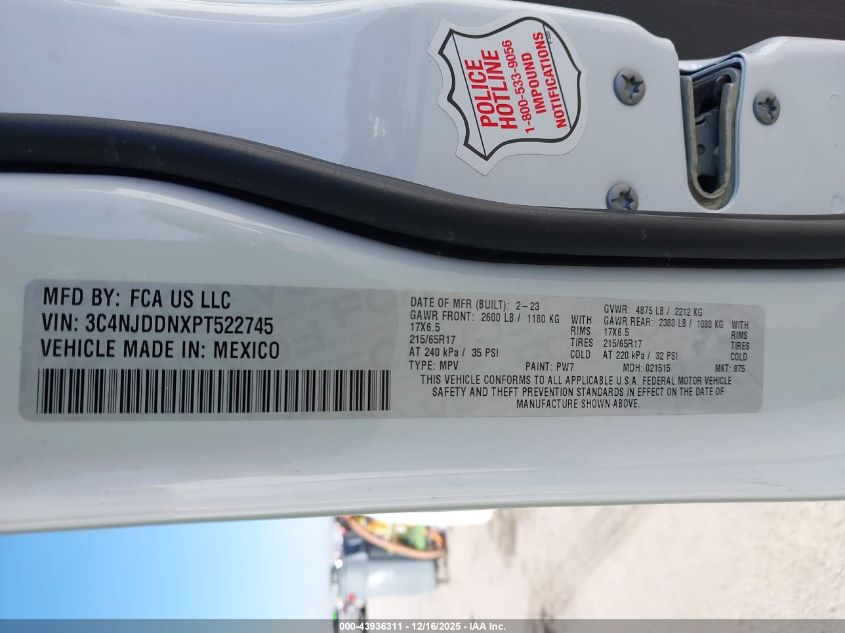 POLICE
HOTLINE
1-800-533-9056
IMPOUND
NOTIFICATIONS
MFD BY: FCA US LLC
VIN: 3C4NJDDNXPT522745
VEHICLE MADE IN: MEXICO
DATE OF MFR (BUILT): 2-23
GAWR FRONT: 2600 LB / 1180 KG WITH
17X6.5 RIMS
215/65R17 TIRES
AT 240 kPa / 35 PSI COLD
TYPE: MPV PAINT: PW7
GVWR: 4875 LB / 2212 KG
GAWR REAR: 2380 LB / 1080 KG WITH
17X6.5 RIMS
215/65R17 TIRES
AT 220 kPa / 32 PSI COLD
MDH: 021515 MKT: 875
THIS VEHICLE CONFORMS TO ALL APPLICABLE U.S.A. FEDERAL MOTOR VEHICLE
SAFETY AND THEFT PREVENTION STANDARDS IN EFFECT ON THE DATE OF
MANUFACTURE SHOWN ABOVE.
000-43936311 - 12/16/2025 - IAA Inc.